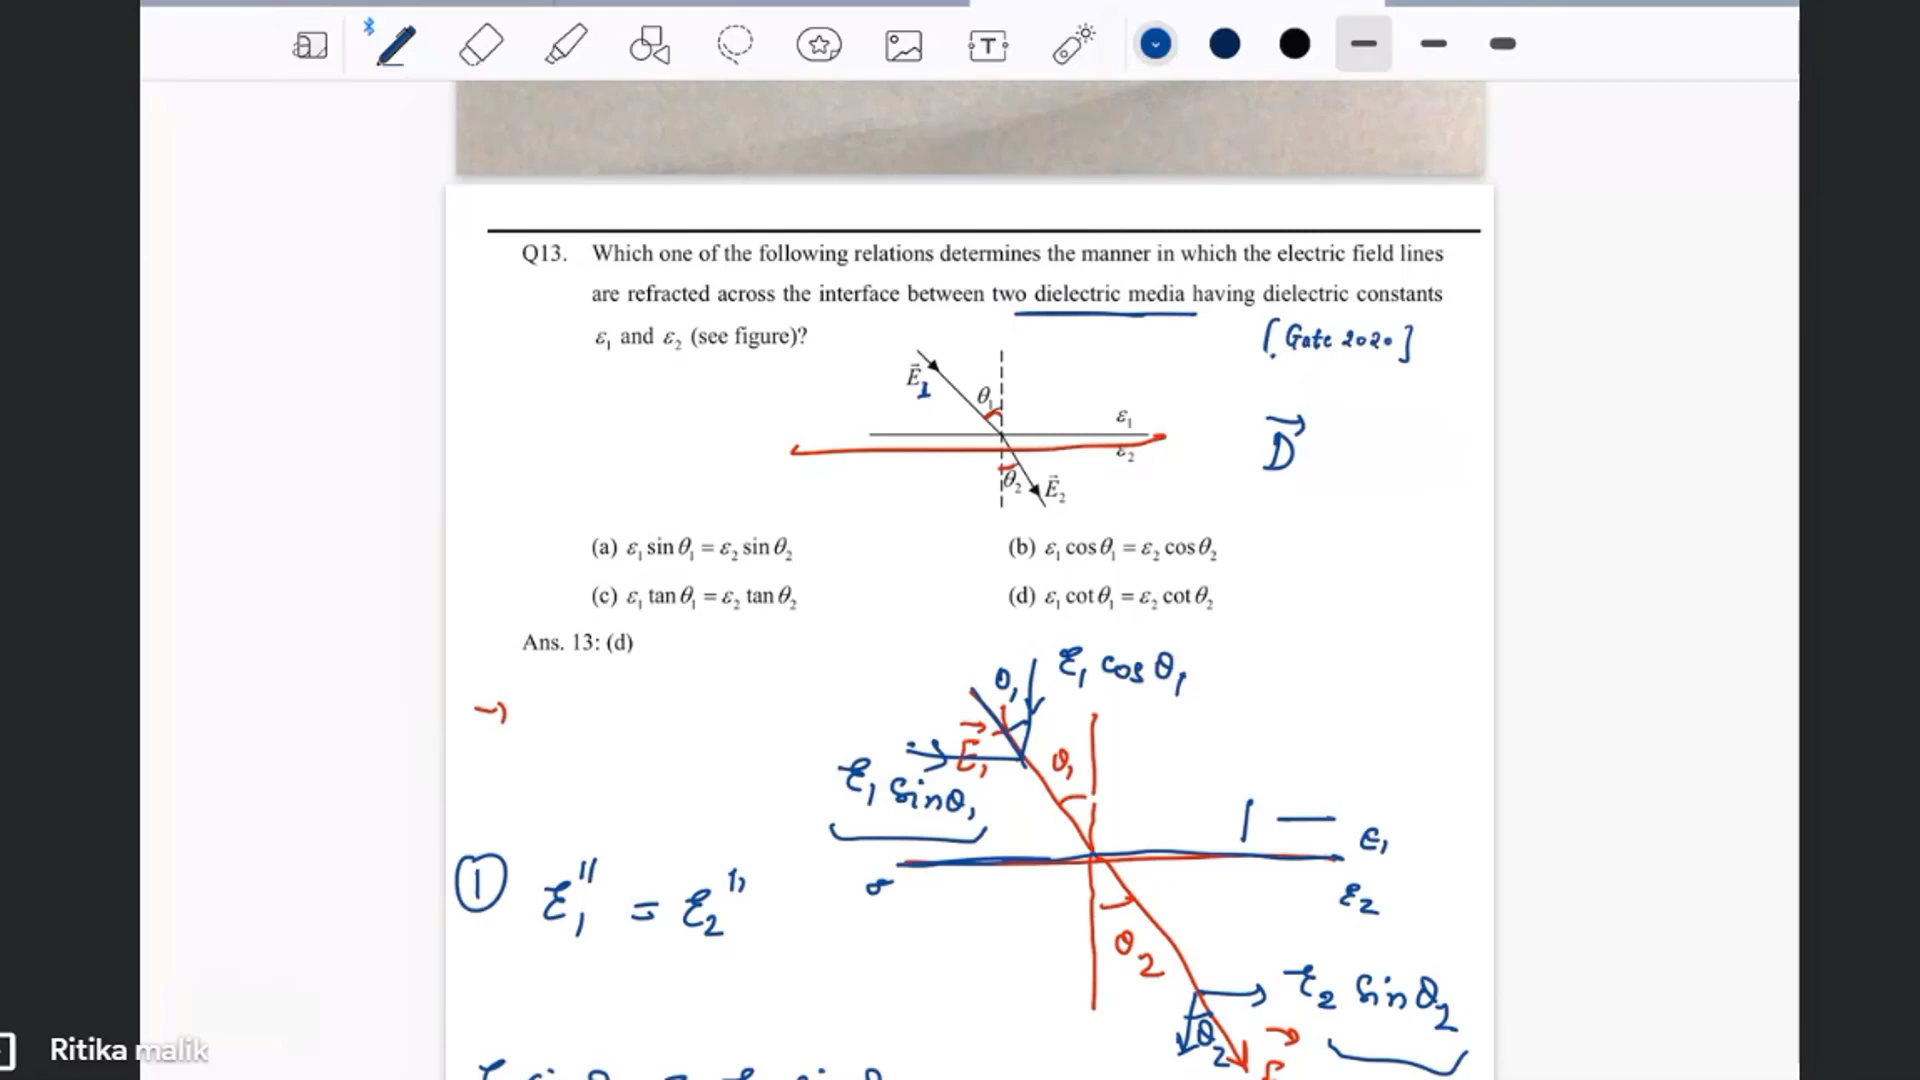 Q13. Which one of the following relations determines the manner in which the electric field lines
are refracted across the interface between two dielectric media having dielectric constants
ε₁ and ε₂ (see figure)?
[Gate 2020]
E⃗₁
θ₁
ε₁
D⃗
ε₂
θ₂ E⃗₂
(a) ε₁ sin θ₁ = ε₂ sin θ₂ (b) ε₁ cos θ₁ = ε₂ cos θ₂
(c) ε₁ tan θ₁ = ε₂ tan θ₂ (d) ε₁ cot θ₁ = ε₂ cot θ₂
Ans. 13: (d)
θ₁ E₁ cos θ₁
E⃗₁ θ₁
E₁ sin θ₁
ε₁
① E₁'' = E₂''
ε₂
θ₂
E₂ sin θ₂
θ₂
Ritika malik